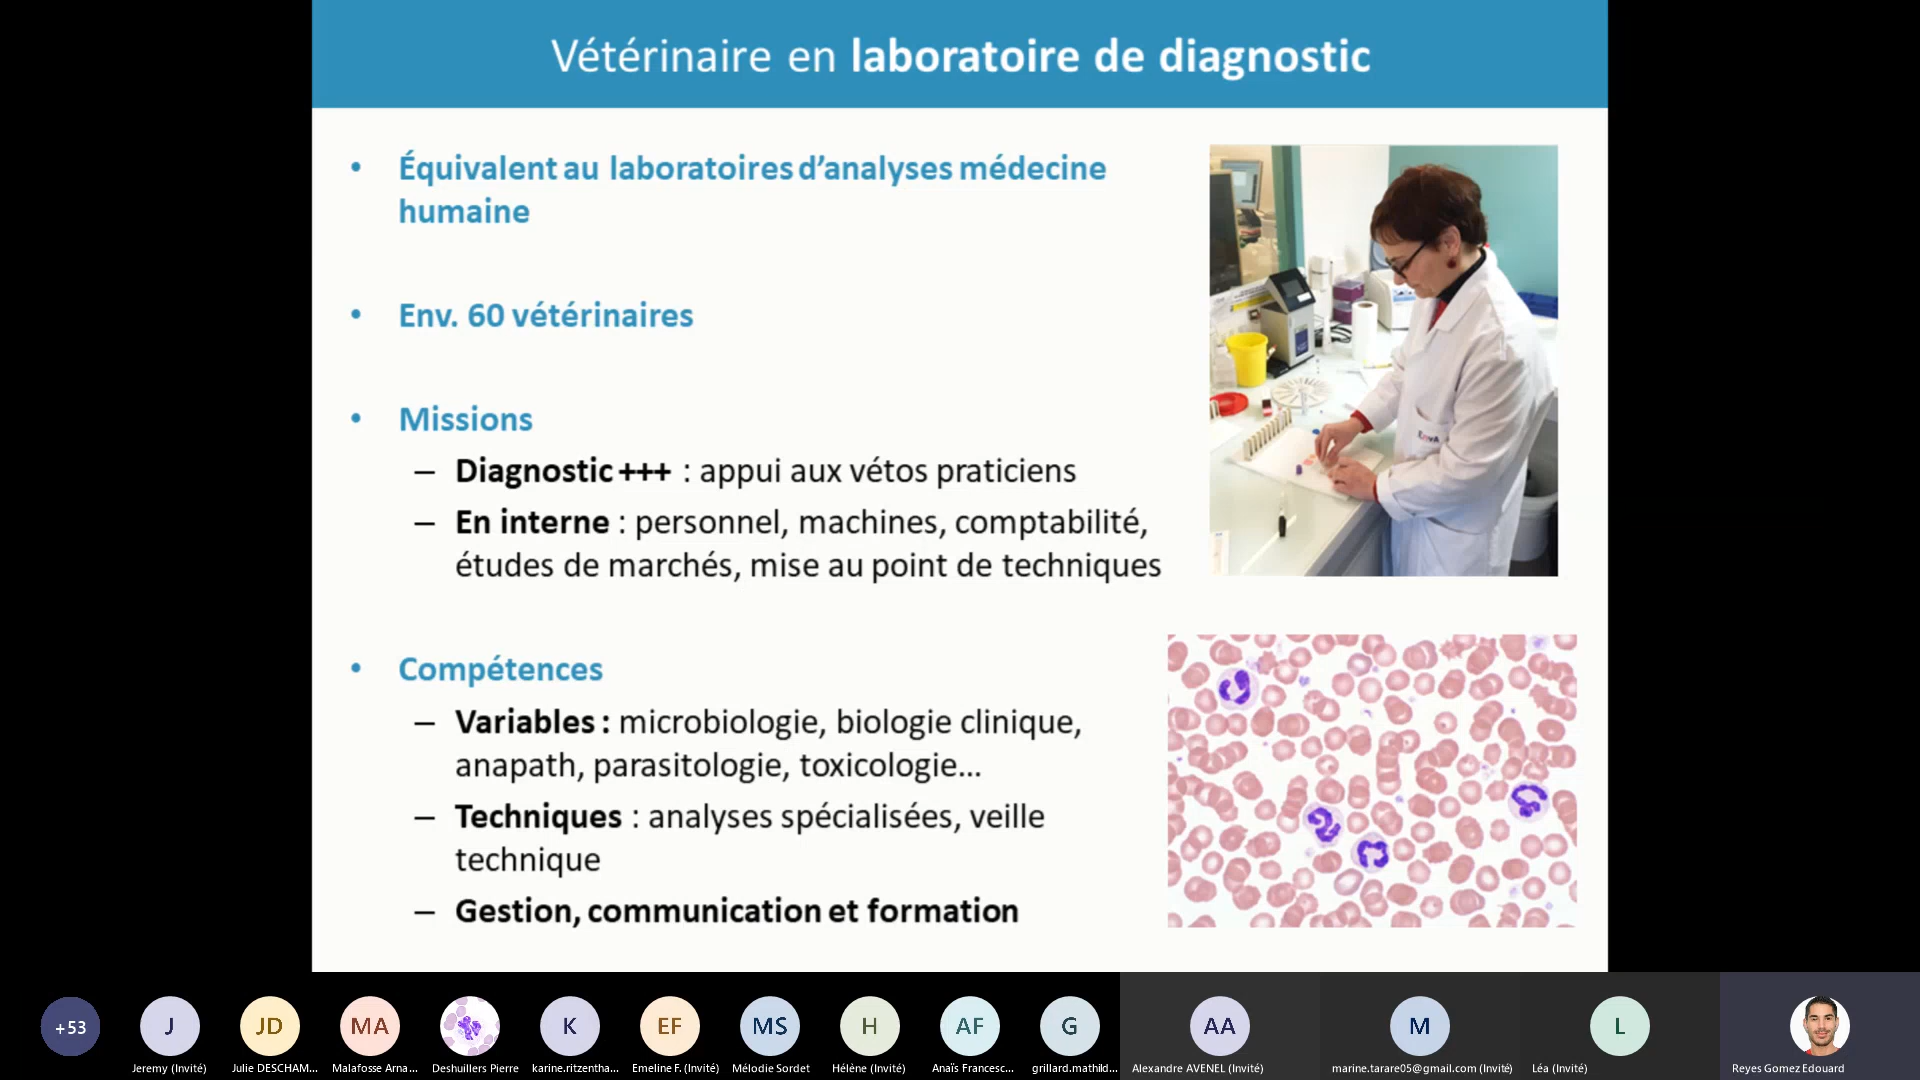 Vétérinaire en laboratoire de diagnostic
• Équivalent au laboratoires d’analyses médecine
humaine
• Env. 60 vétérinaires
• Missions
– Diagnostic +++ : appui aux vétos praticiens
– En interne : personnel, machines, comptabilité,
études de marchés, mise au point de techniques
• Compétences
– Variables : microbiologie, biologie clinique,
anapath, parasitologie, toxicologie...
– Techniques : analyses spécialisées, veille
technique
– Gestion, communication et formation
+53 J JD MA K EF MS H AF G AA M L
Jeremy (Invité) Julie DESCHAM... Malafosse Arna... Deshuillers Pierre karine.ritzentha... Emeline F. (Invité) Mélodie Sordet Hélène (Invité) Anaïs Francesc... grillard.mathild... Alexandre AVENEL (Invité) marine.tarare05@gmail.com (Invité) Léa (Invité) Reyes Gomez Edouard